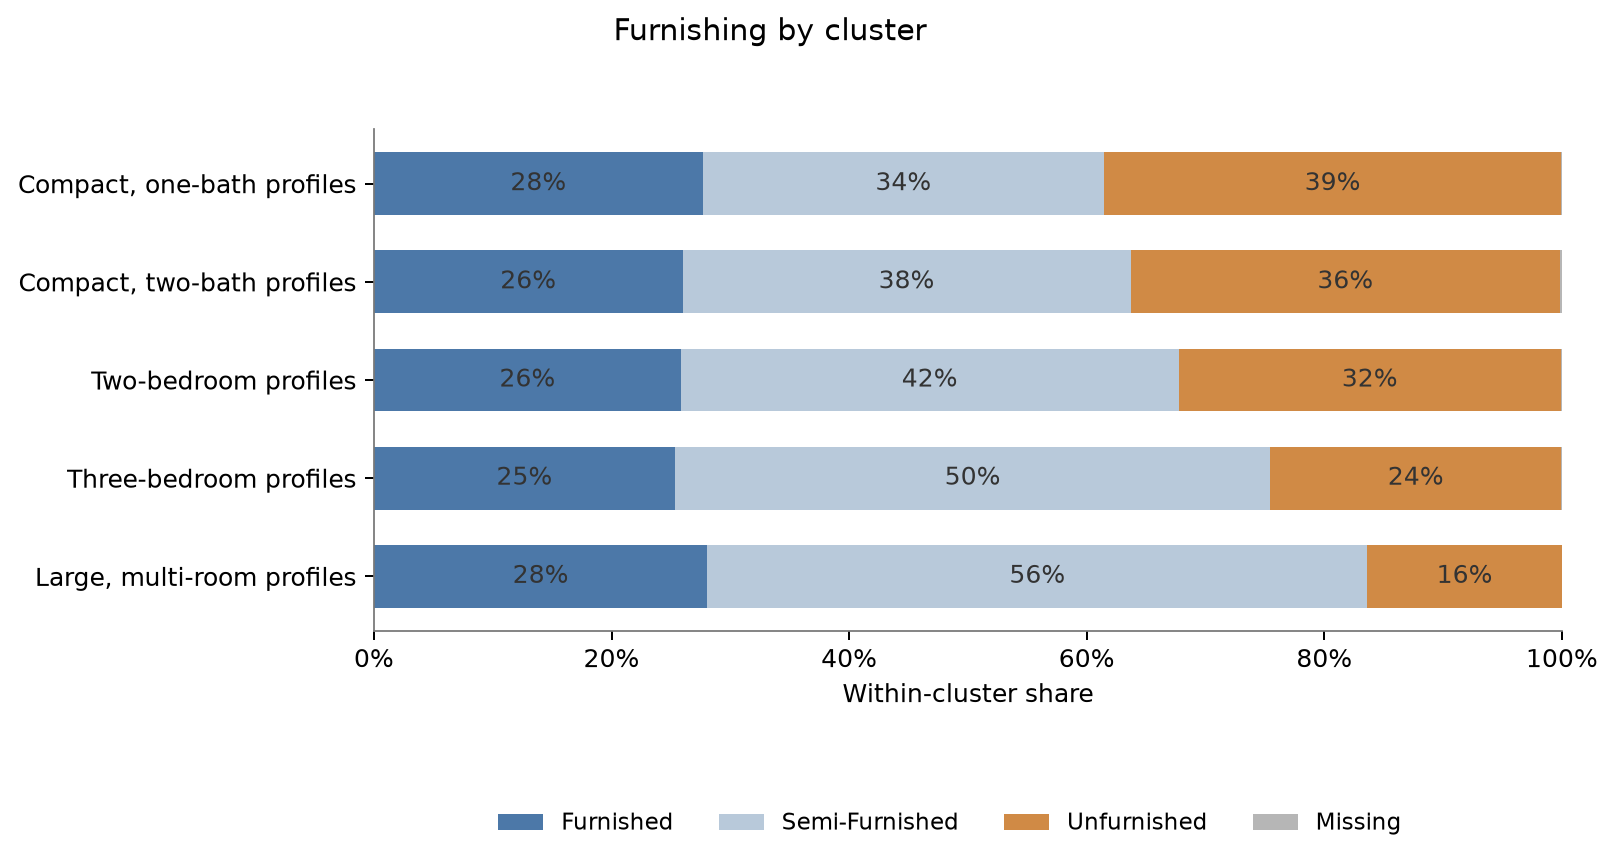 Furnishing by cluster
Compact, one-bath profiles 28% 34% 39%
Compact, two-bath profiles 26% 38% 36%
Two-bedroom profiles 26% 42% 32%
Three-bedroom profiles 25% 50% 24%
Large, multi-room profiles 28% 56% 16%
0% 20% 40% 60% 80% 100%
Within-cluster share
Furnished Semi-Furnished Unfurnished Missing